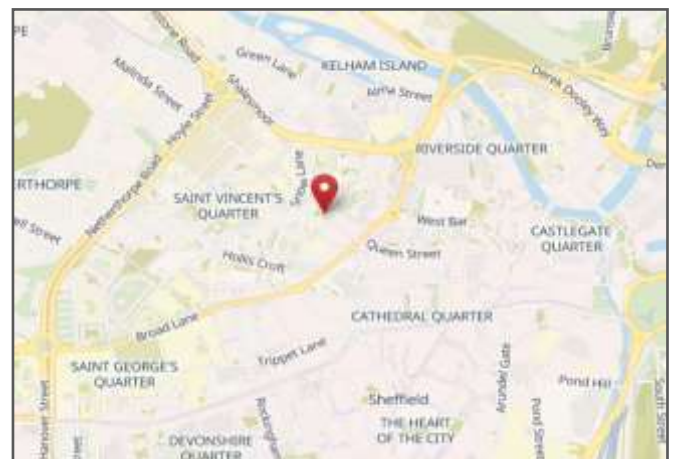 PE
Green Lane
KELHAM ISLAND
Malinda Street
Hoyle Street
Shalesmoor
Alma Street
Derek Dooley Way
RIVERSIDE QUARTER
ERTHORPE
Netherthorpe Road
Snow Lane
SAINT VINCENT'S
QUARTER
West Bar
CASTLEGATE
QUARTER
Queen Street
Hollis Croft
CATHEDRAL QUARTER
Broad Lane
Trippet Lane
SAINT GEORGE'S
QUARTER
Arundel Gate
Pond Hill
Sheffield
Hanover Street
Rockingham
THE HEART
OF THE CITY
Pond Street
South Street
DEVONSHIRE
QUARTER